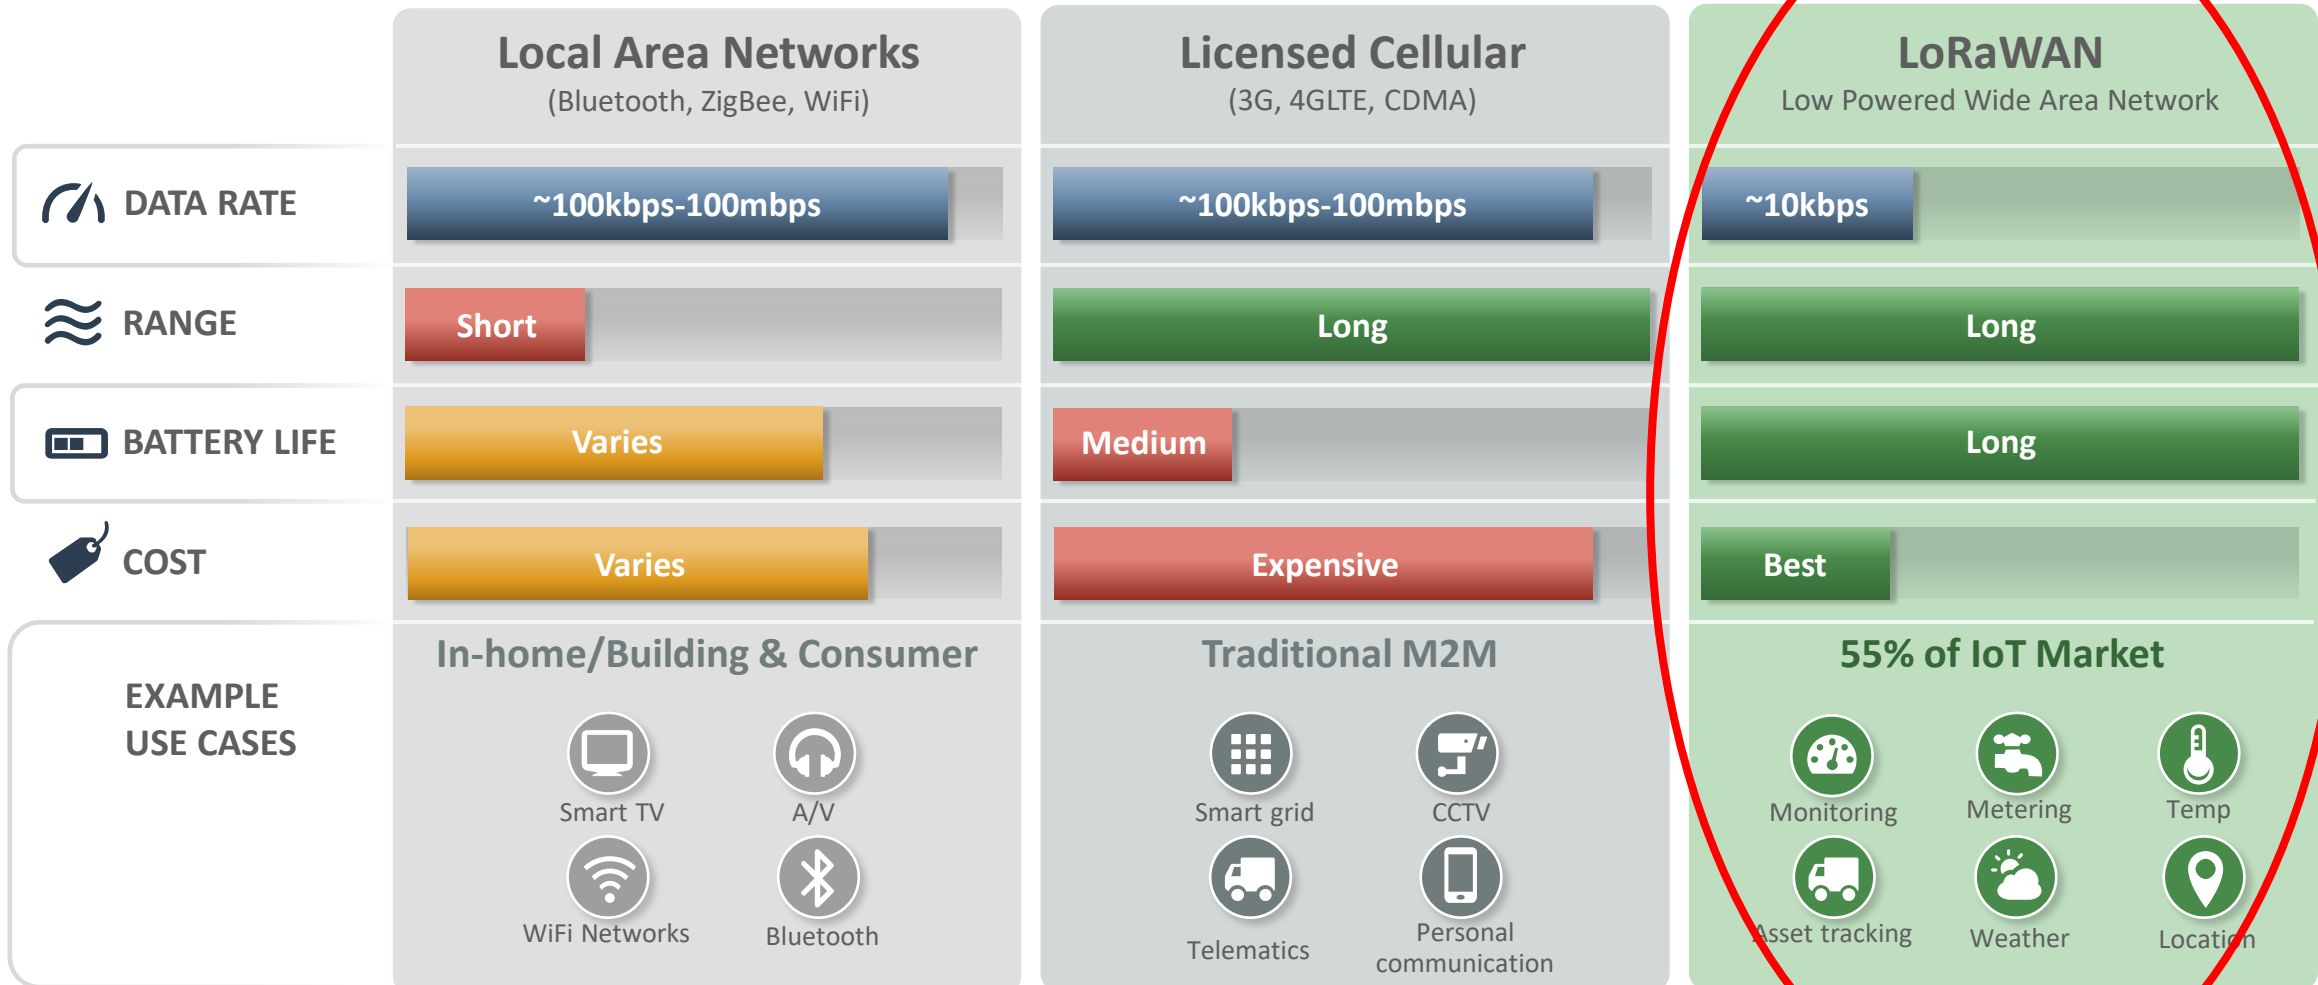 Local Area Networks
(Bluetooth, ZigBee, WiFi)
Licensed Cellular
(3G, 4GLTE, CDMA)
LoRaWAN
Low Powered Wide Area Network
DATA RATE
~100kbps-100mbps
~100kbps-100mbps
~10kbps
RANGE
Short
Long
Long
BATTERY LIFE
Varies
Medium
Long
COST
Varies
Expensive
Best
EXAMPLE
USE CASES
In-home/Building & Consumer
Smart TV
A/V
WiFi Networks
Bluetooth
Traditional M2M
Smart grid
CCTV
Telematics
Personal
communication
55% of IoT Market
Monitoring
Metering
Temp
Asset tracking
Weather
Location